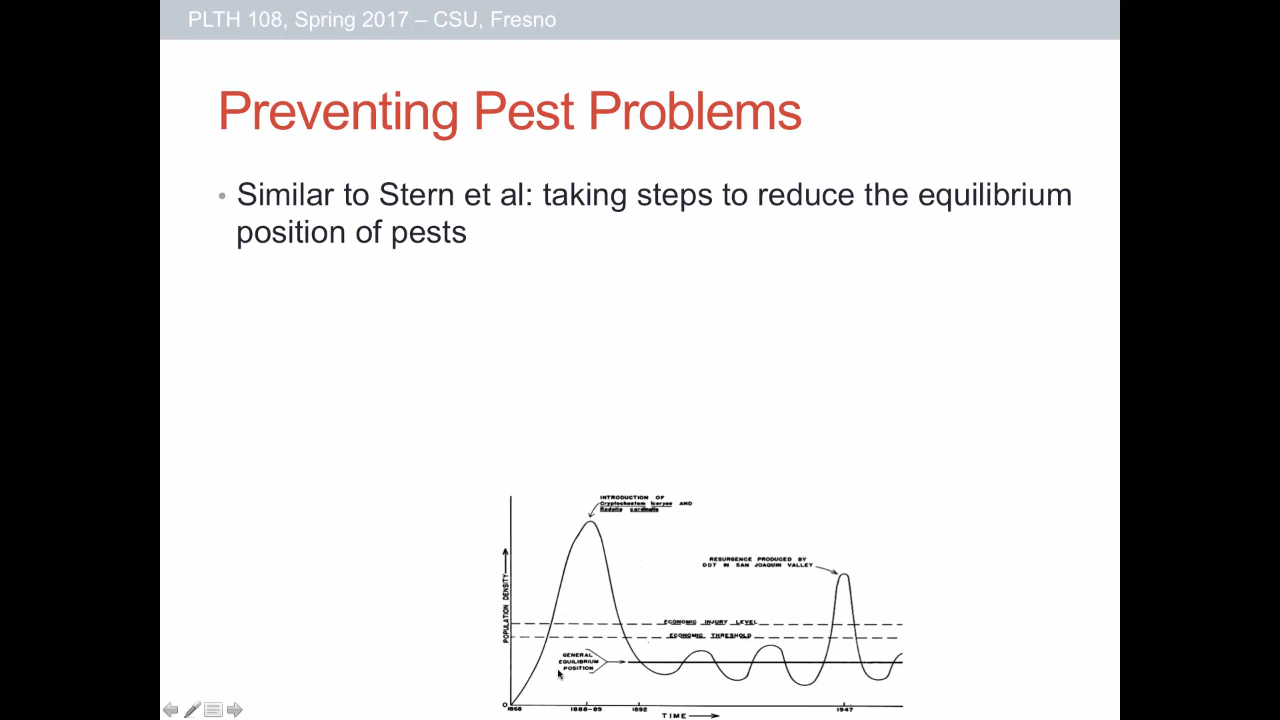 PLTH 108, Spring 2017 – CSU, Fresno
Preventing Pest Problems
• Similar to Stern et al: taking steps to reduce the equilibrium
position of pests
INTRODUCTION OF
Cryptochaetum iceryae AND
Rodolia cardinalis
RESURGENCE PRODUCED BY
DDT IN SAN JOAQUIN VALLEY
POPULATION DENSITY
ECONOMIC INJURY LEVEL
ECONOMIC THRESHOLD
GENERAL
EQUILIBRIUM
POSITION
0
1868
1888-89
1892
1947
TIME